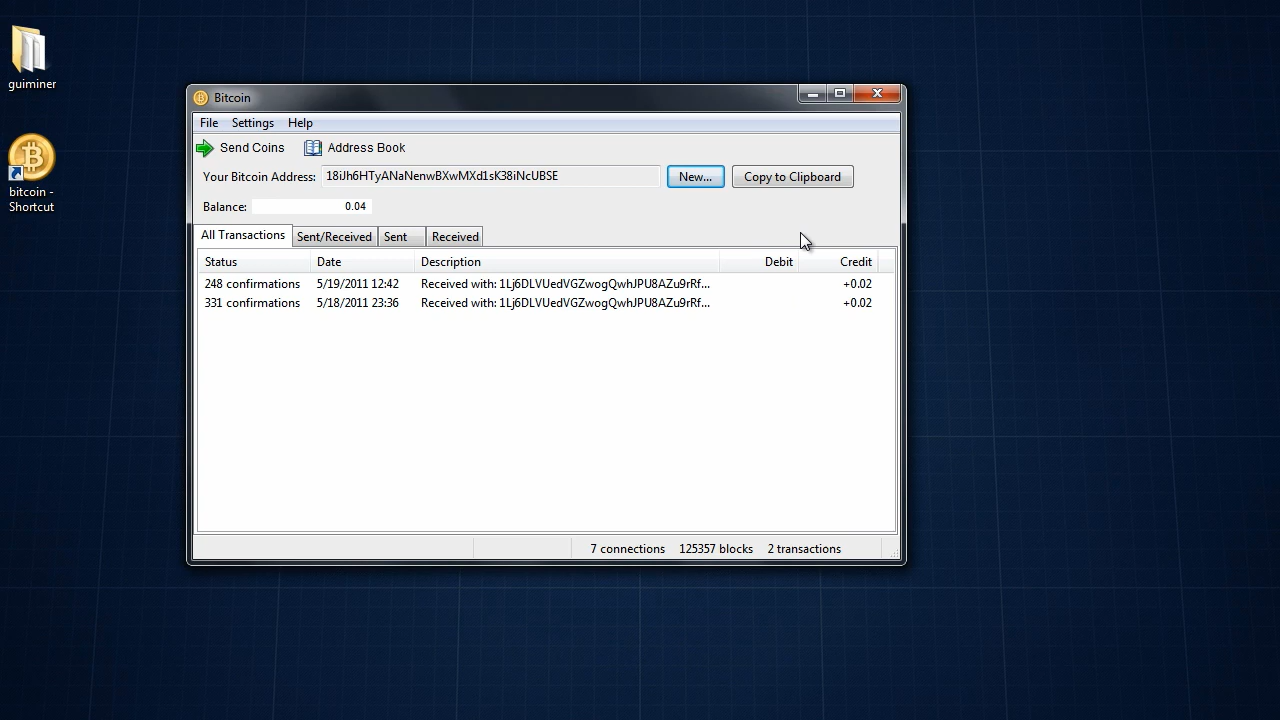 guiminer
bitcoin -
Shortcut
Bitcoin
File Settings Help
Send Coins Address Book
Your Bitcoin Address: 18iJh6HTyANaNenwBXwMXd1sK38iNcUBSE New... Copy to Clipboard
Balance: 0.04
All Transactions Sent/Received Sent Received
Status Date Description Debit Credit
248 confirmations 5/19/2011 12:42 Received with: 1Lj6DLVUedVGZwogQwhJPU8AZu9rRf... +0.02
331 confirmations 5/18/2011 23:36 Received with: 1Lj6DLVUedVGZwogQwhJPU8AZu9rRf... +0.02
7 connections 125357 blocks 2 transactions